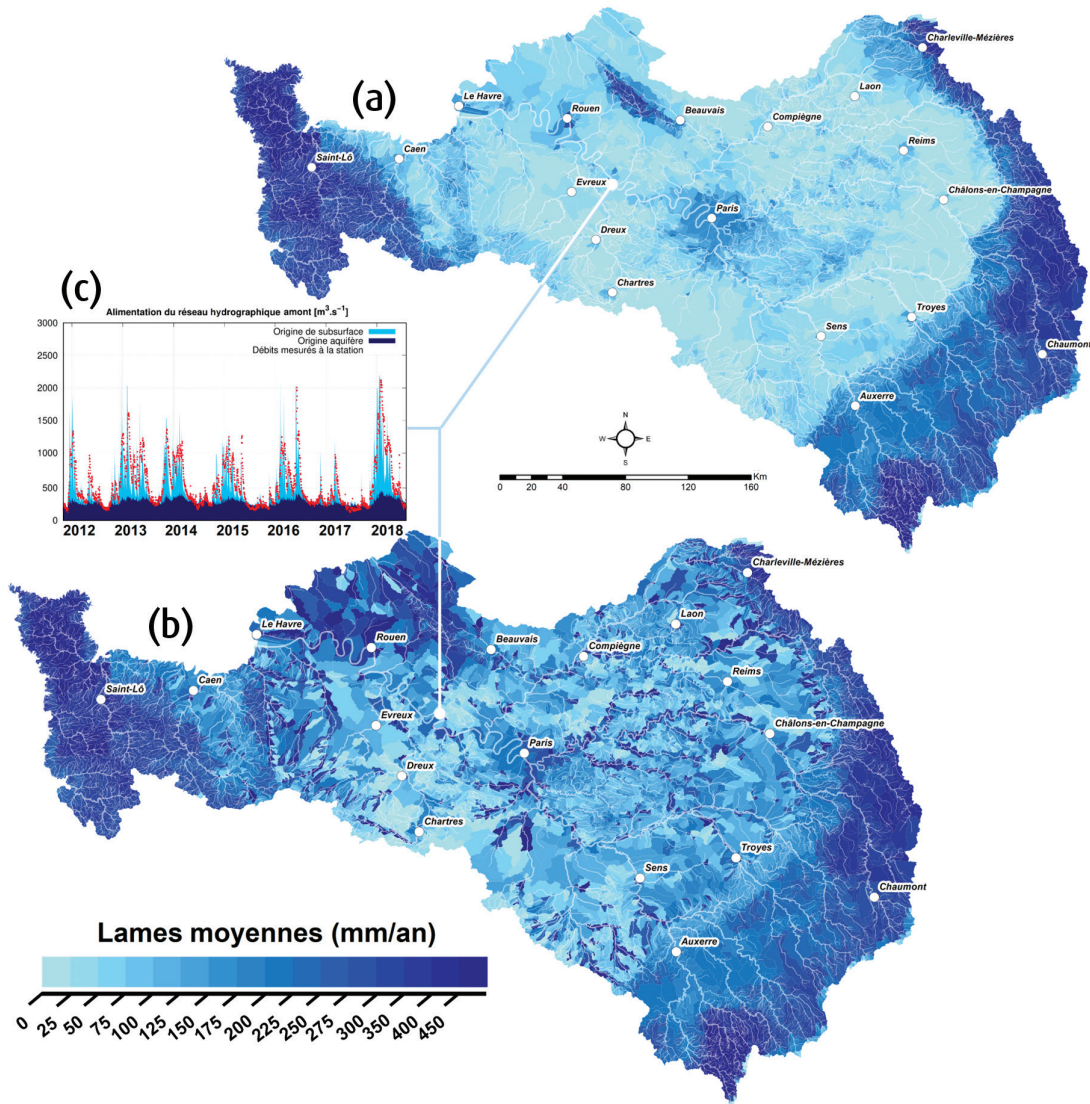 (a)
Charleville-Mézières
Laon
Le Havre
Rouen
Beauvais
Compiègne
Reims
Caen
Saint-Lô
Evreux
Châlons-en-Champagne
Paris
Dreux
Chartres
Troyes
Sens
Chaumont
Auxerre
N
W E
S
Km
0 20 40 80 120 160
(c)
Alimentation du réseau hydrographique amont [m³.s⁻¹]
Origine de subsurface
Origine aquifère
Débits mesurés à la station
3000
2500
2000
1500
1000
500
0
2012 2013 2014 2015 2016 2017 2018
(b)
Charleville-Mézières
Laon
Le Havre
Rouen
Beauvais
Compiègne
Reims
Caen
Saint-Lô
Evreux
Châlons-en-Champagne
Paris
Dreux
Chartres
Troyes
Sens
Chaumont
Auxerre
Lames moyennes (mm/an)
0 25 50 75 100 125 150 175 200 225 250 275 300 350 400 450